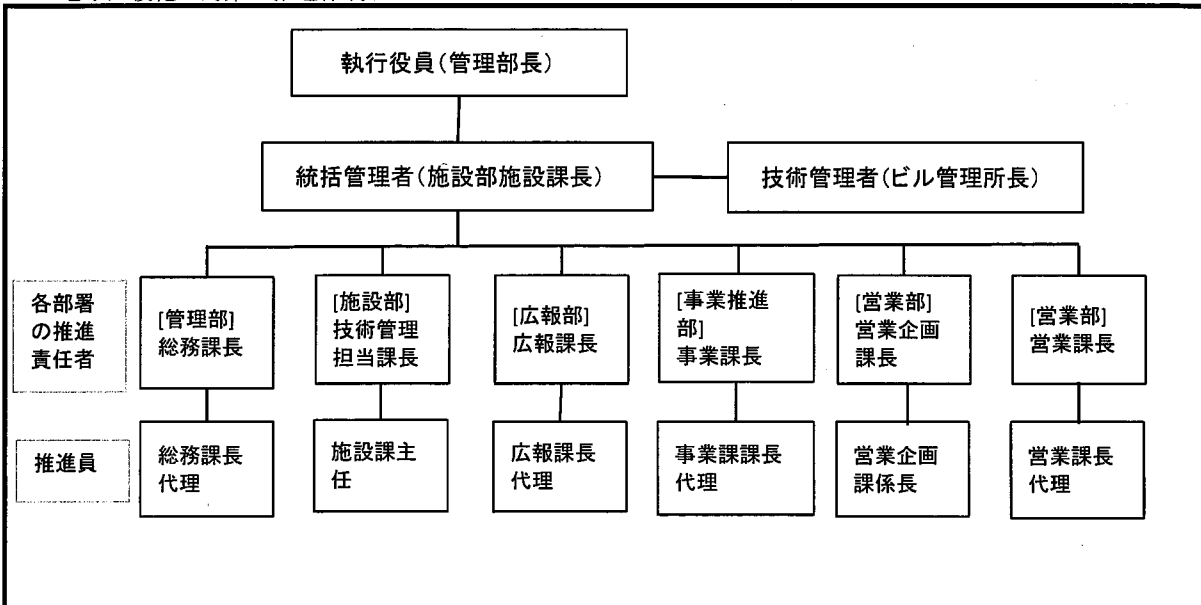 執行役員(管理部長)
統括管理者(施設部施設課長)
技術管理者(ビル管理所長)
各部署
の推進
責任者
[管理部]
総務課長
[施設部]
技術管理
担当課長
[広報部]
広報課長
[事業推進
部]
事業課長
[営業部]
営業企画
課長
[営業部]
営業課長
推進員
総務課長
代理
施設課主
任
広報課長
代理
事業課課長
代理
営業企画
課係長
営業課長
代理